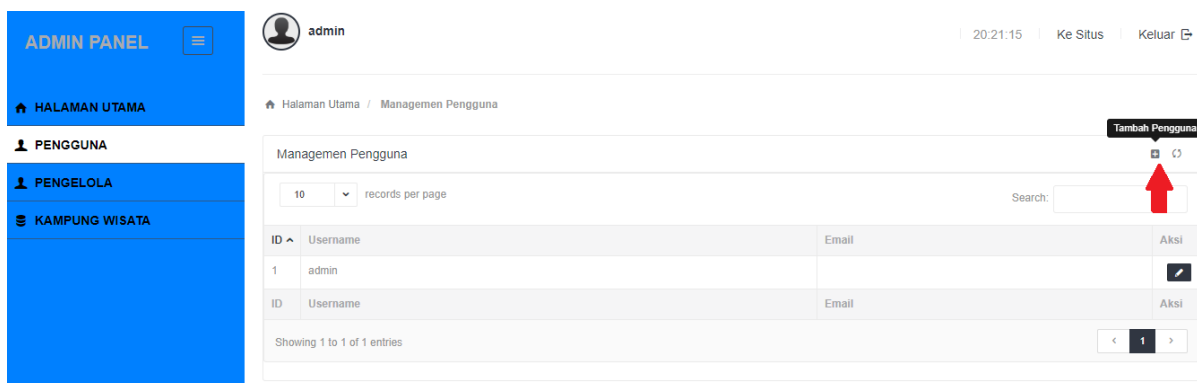 ADMIN PANEL
admin
20:21:15 Ke Situs Keluar
HALAMAN UTAMA
PENGGUNA
PENGELOLA
KAMPUNG WISATA
Halaman Utama / Managemen Pengguna
Tambah Pengguna
Managemen Pengguna
10 records per page
Search:
ID Username Email Aksi
1 admin
ID Username Email Aksi
Showing 1 to 1 of 1 entries
1